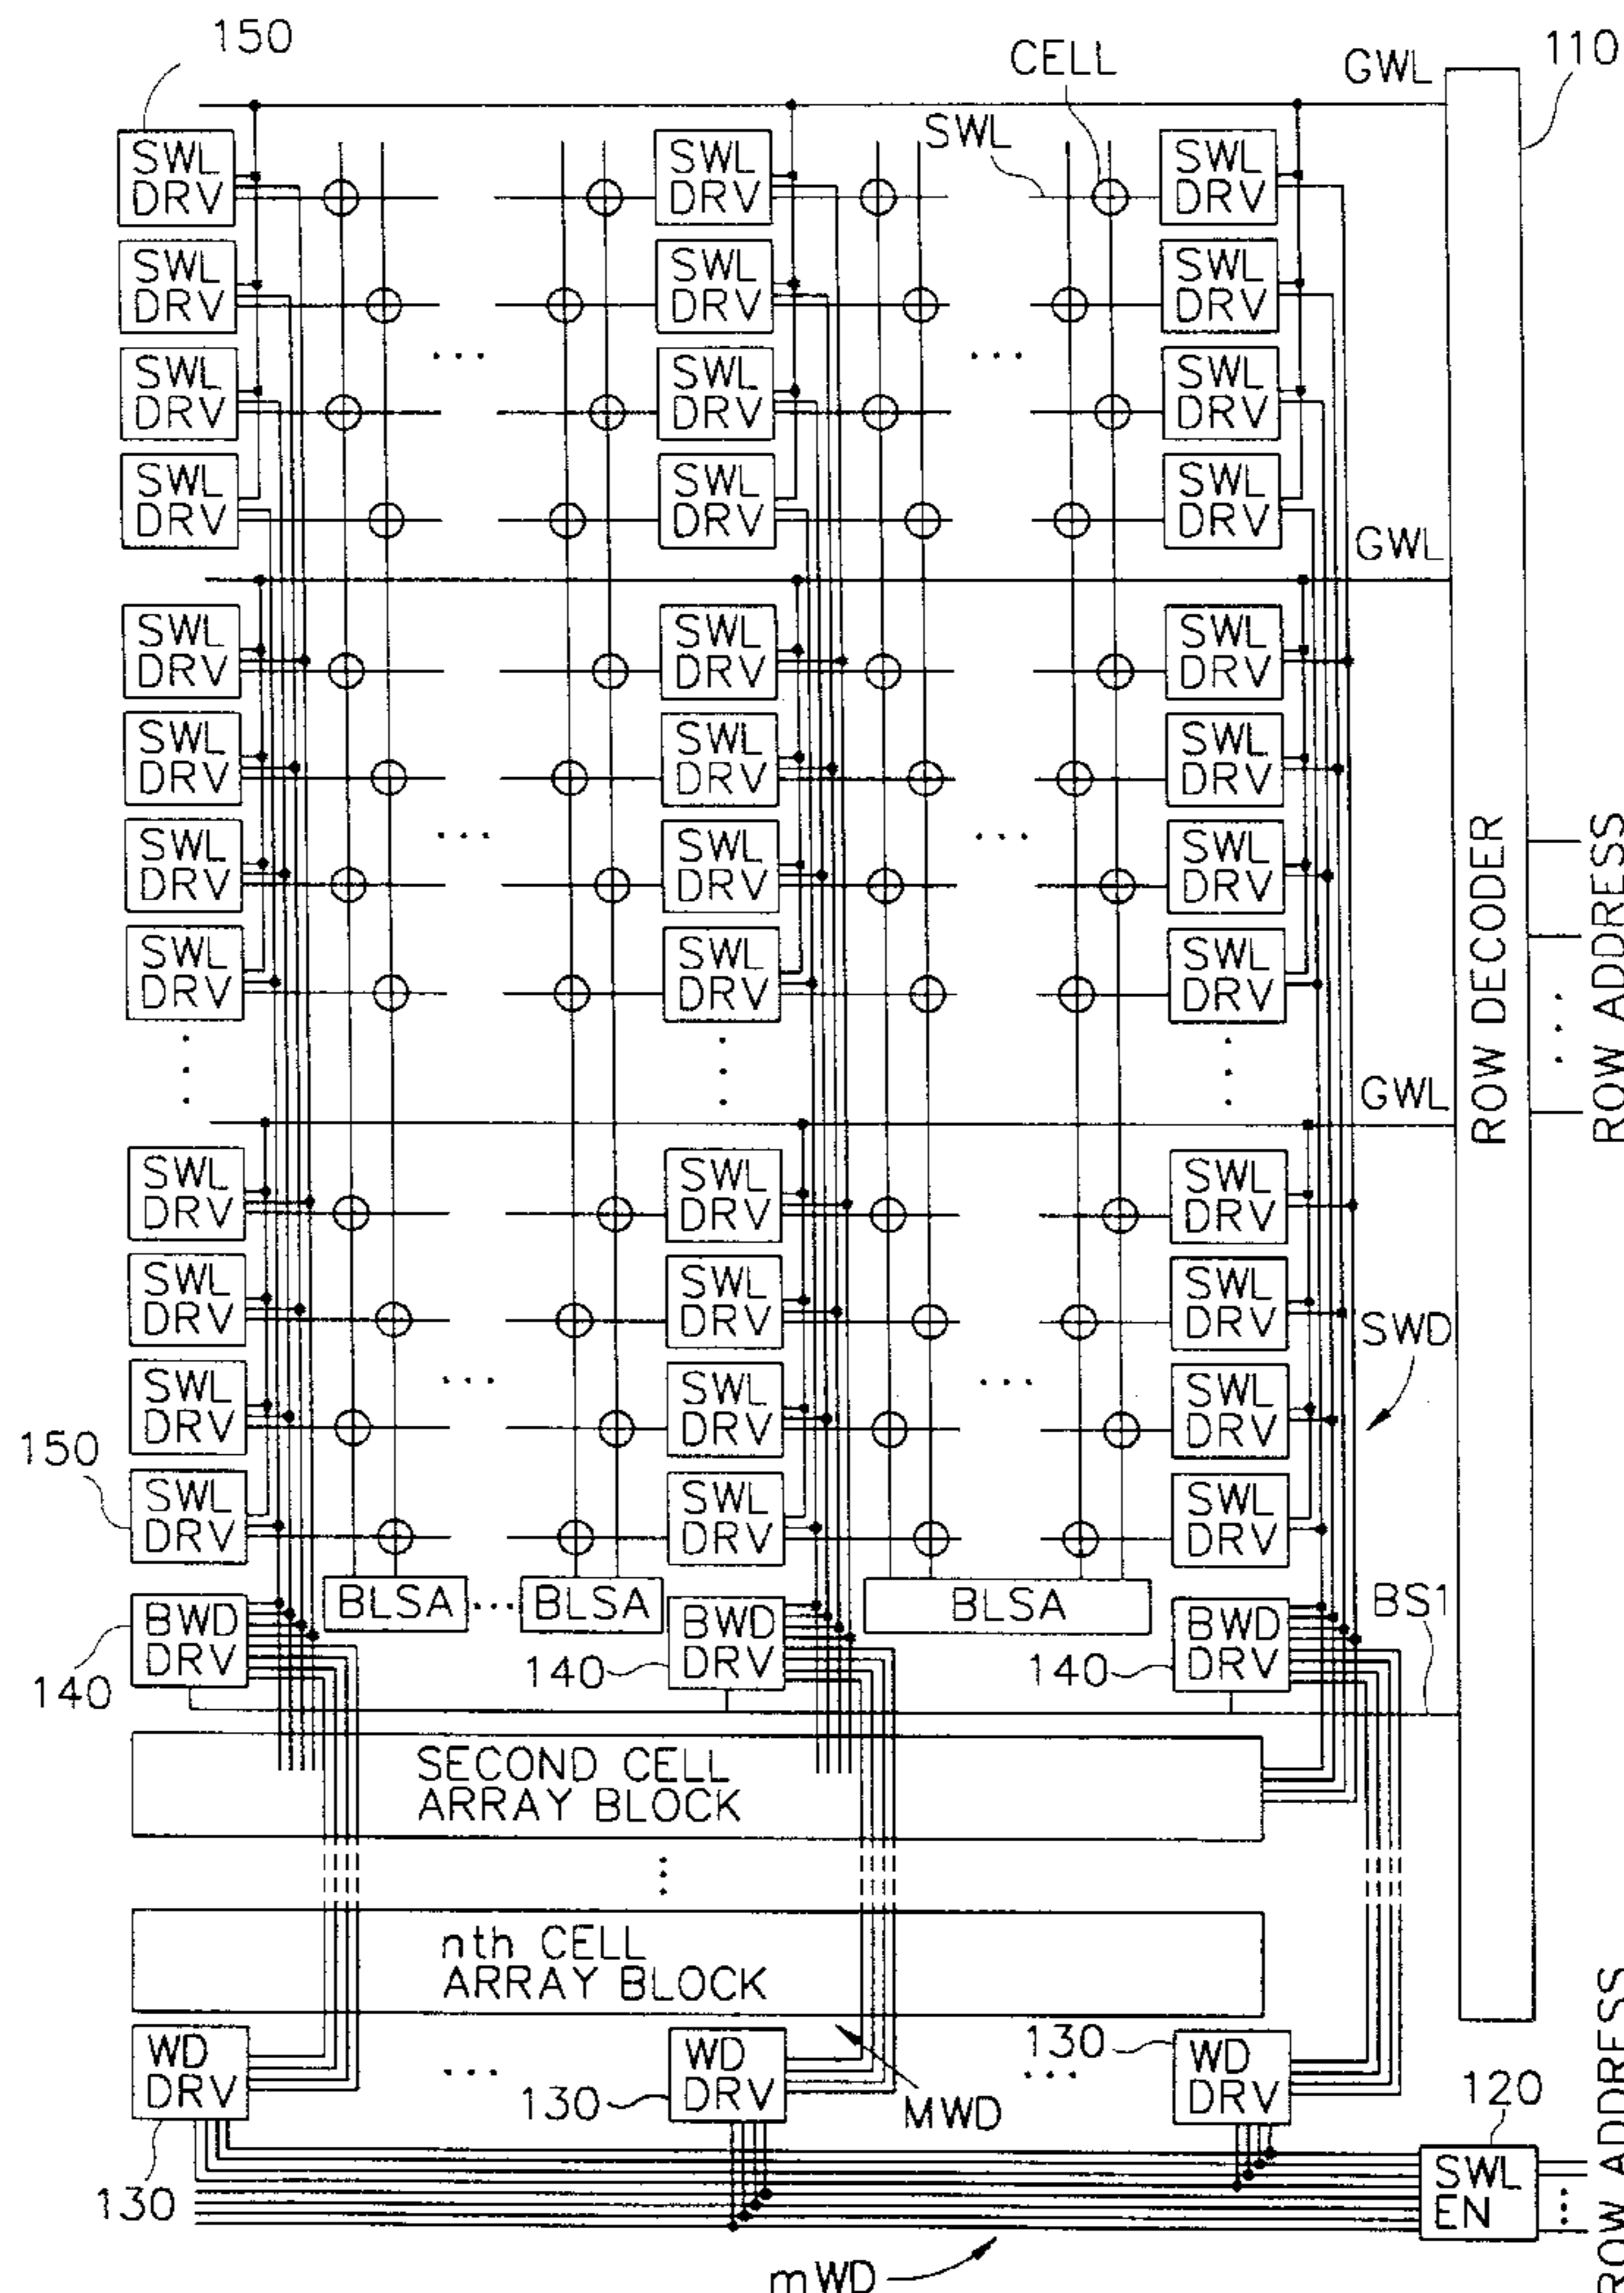 150
CELL
GWL
110
SWL
SWL SWL SWL
DRV DRV DRV
SWL SWL SWL
DRV DRV DRV
... ...
SWL SWL SWL
DRV DRV DRV
SWL SWL SWL
DRV DRV DRV
GWL
SWL SWL SWL
DRV DRV DRV
SWL SWL SWL
DRV DRV DRV
... ...
SWL SWL SWL
DRV DRV DRV
SWL SWL SWL
DRV DRV DRV
ROW DECODER
ROW ADDRESS
GWL
SWL SWL SWL
DRV DRV DRV
SWL SWL SWL
DRV DRV DRV
SWD
... ...
SWL SWL SWL
DRV DRV DRV
150
SWL SWL SWL
DRV DRV DRV
BLSA ... BLSA BLSA
BS1
BWD BWD BWD
DRV DRV DRV
140 140 140
SECOND CELL
ARRAY BLOCK
nth CELL
ARRAY BLOCK
130
WD WD WD
DRV DRV DRV
... ...
130
MWD
120
130
SWL
EN
ROW ADDRESS
mWD